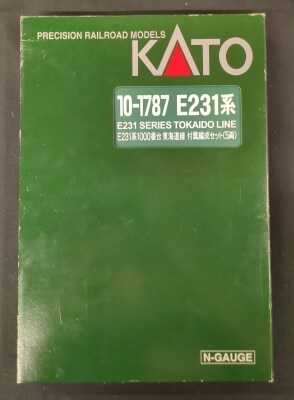 PRECISION RAILROAD MODELS
KATO
10-1787 E231系
E231 SERIES TOKAIDO LINE
E231系1000番台 東海道線 付属編成セット(5両)
N-GAUGE